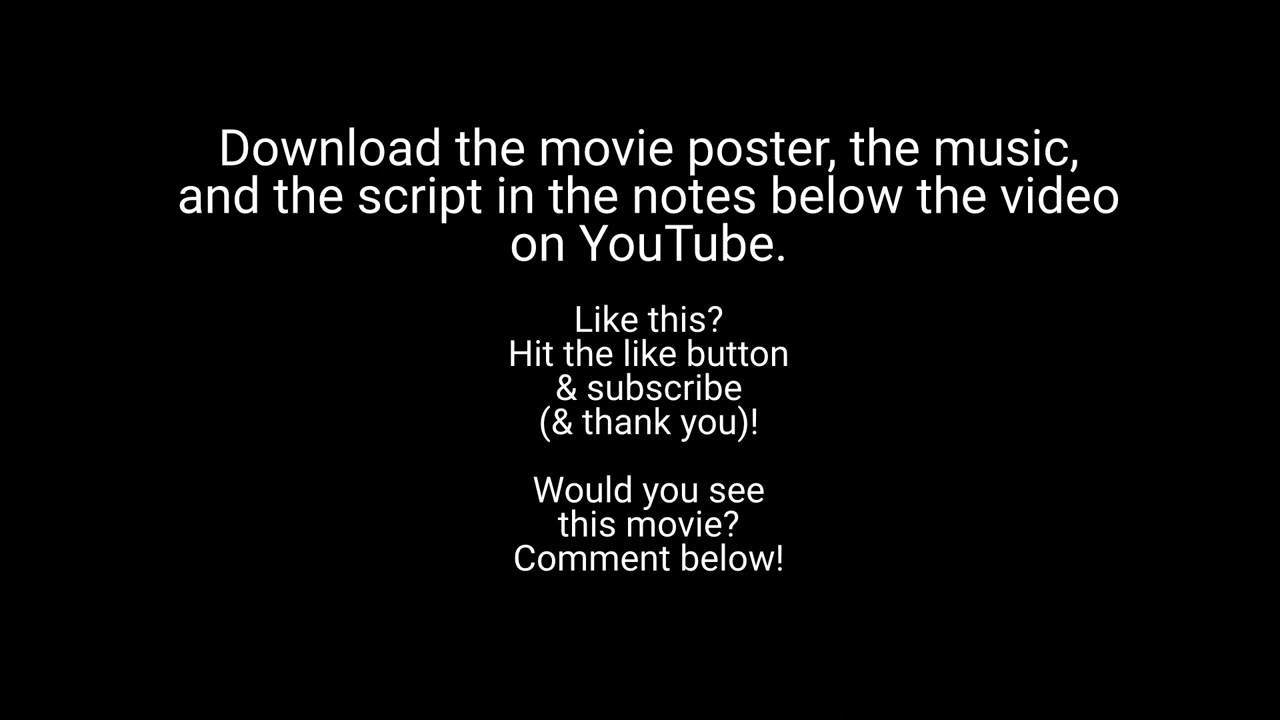 Download the movie poster, the music,
and the script in the notes below the video
on YouTube.
Like this?
Hit the like button
& subscribe
(& thank you)!
Would you see
this movie?
Comment below!